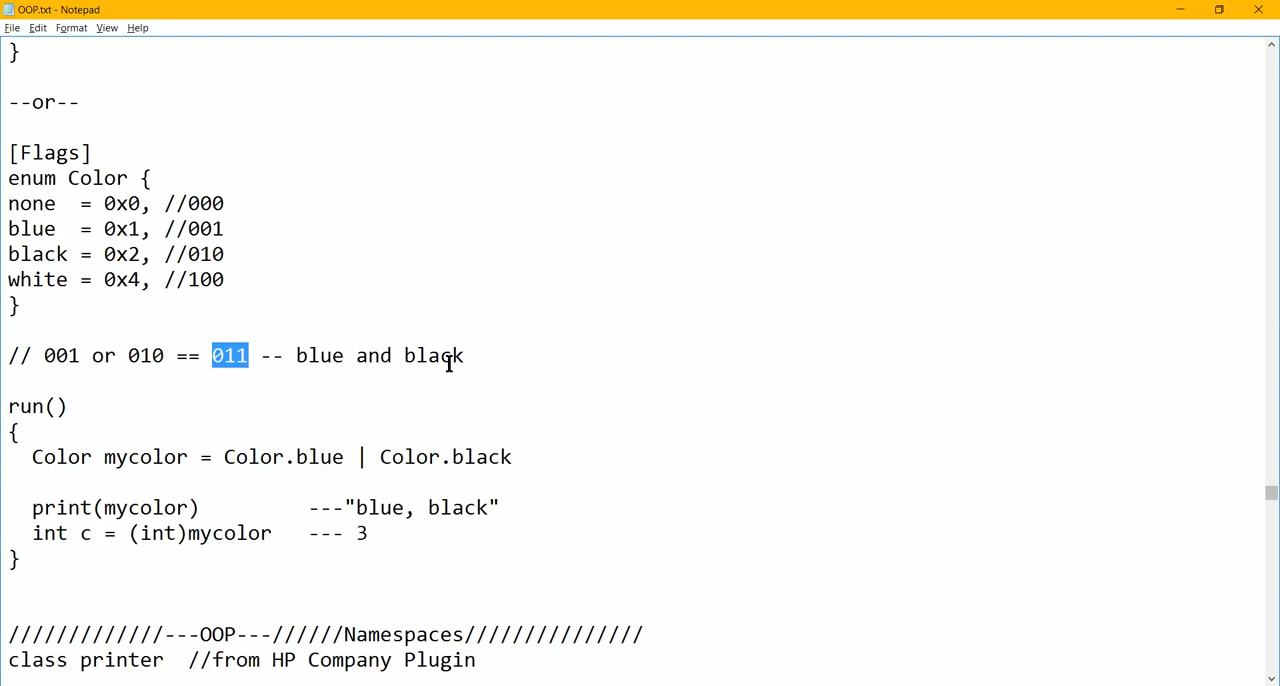 OOP.txt - Notepad
File Edit Format View Help
}
--or--
[Flags]
enum Color {
none  = 0x0, //000
blue  = 0x1, //001
black = 0x2, //010
white = 0x4, //100
}
// 001 or 010 == 011 -- blue and black
run()
{
  Color mycolor = Color.blue | Color.black
  print(mycolor)         ---"blue, black"
  int c = (int)mycolor   --- 3
}
/////////////---OOP---//////Namespaces///////////////
class printer  //from HP Company Plugin